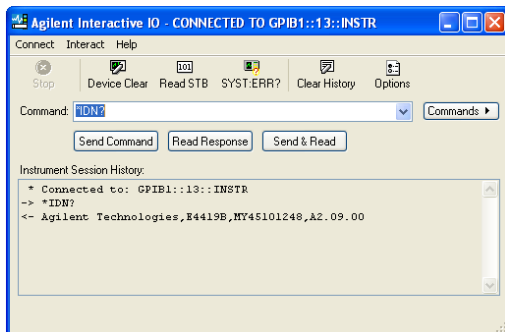 Agilent Interactive IO - CONNECTED TO GPIB1::13::INSTR
Connect Interact Help
Stop Device Clear Read STB SYST:ERR? Clear History Options
Command: *IDN? Commands
Send Command Read Response Send & Read
Instrument Session History:
* Connected to: GPIB1::13::INSTR
-> *IDN?
<- Agilent Technologies,E4419B,MY45101248,A2.09.00